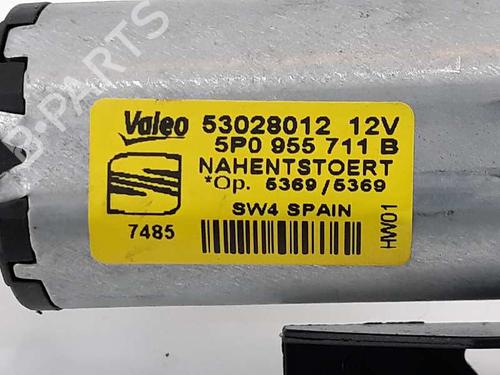 B-PARTS
Valeo 53028012 12V
5P0 955 711 B
NAHENTSTOERT
*Op. 5369/5369
SW4 SPAIN
7485
HW01